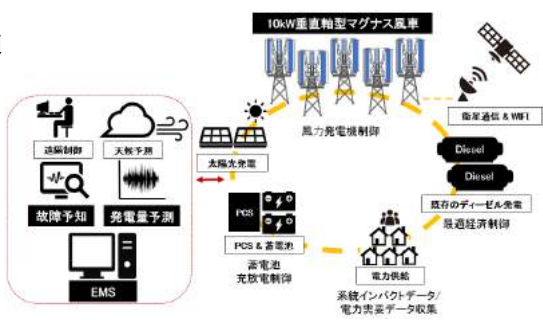 10kW垂直軸型マグナス風車
風力発電機制御
衛星通信 & WIFI
遠隔制御
天候予測
太陽光発電
Diesel
Diesel
既存のディーゼル発電
最適経済制御
故障予知
発電量予測
PCS
PCS & 蓄電池
蓄電池
充放電制御
EMS
電力供給
系統インパクトデータ/
電力需要データ収集